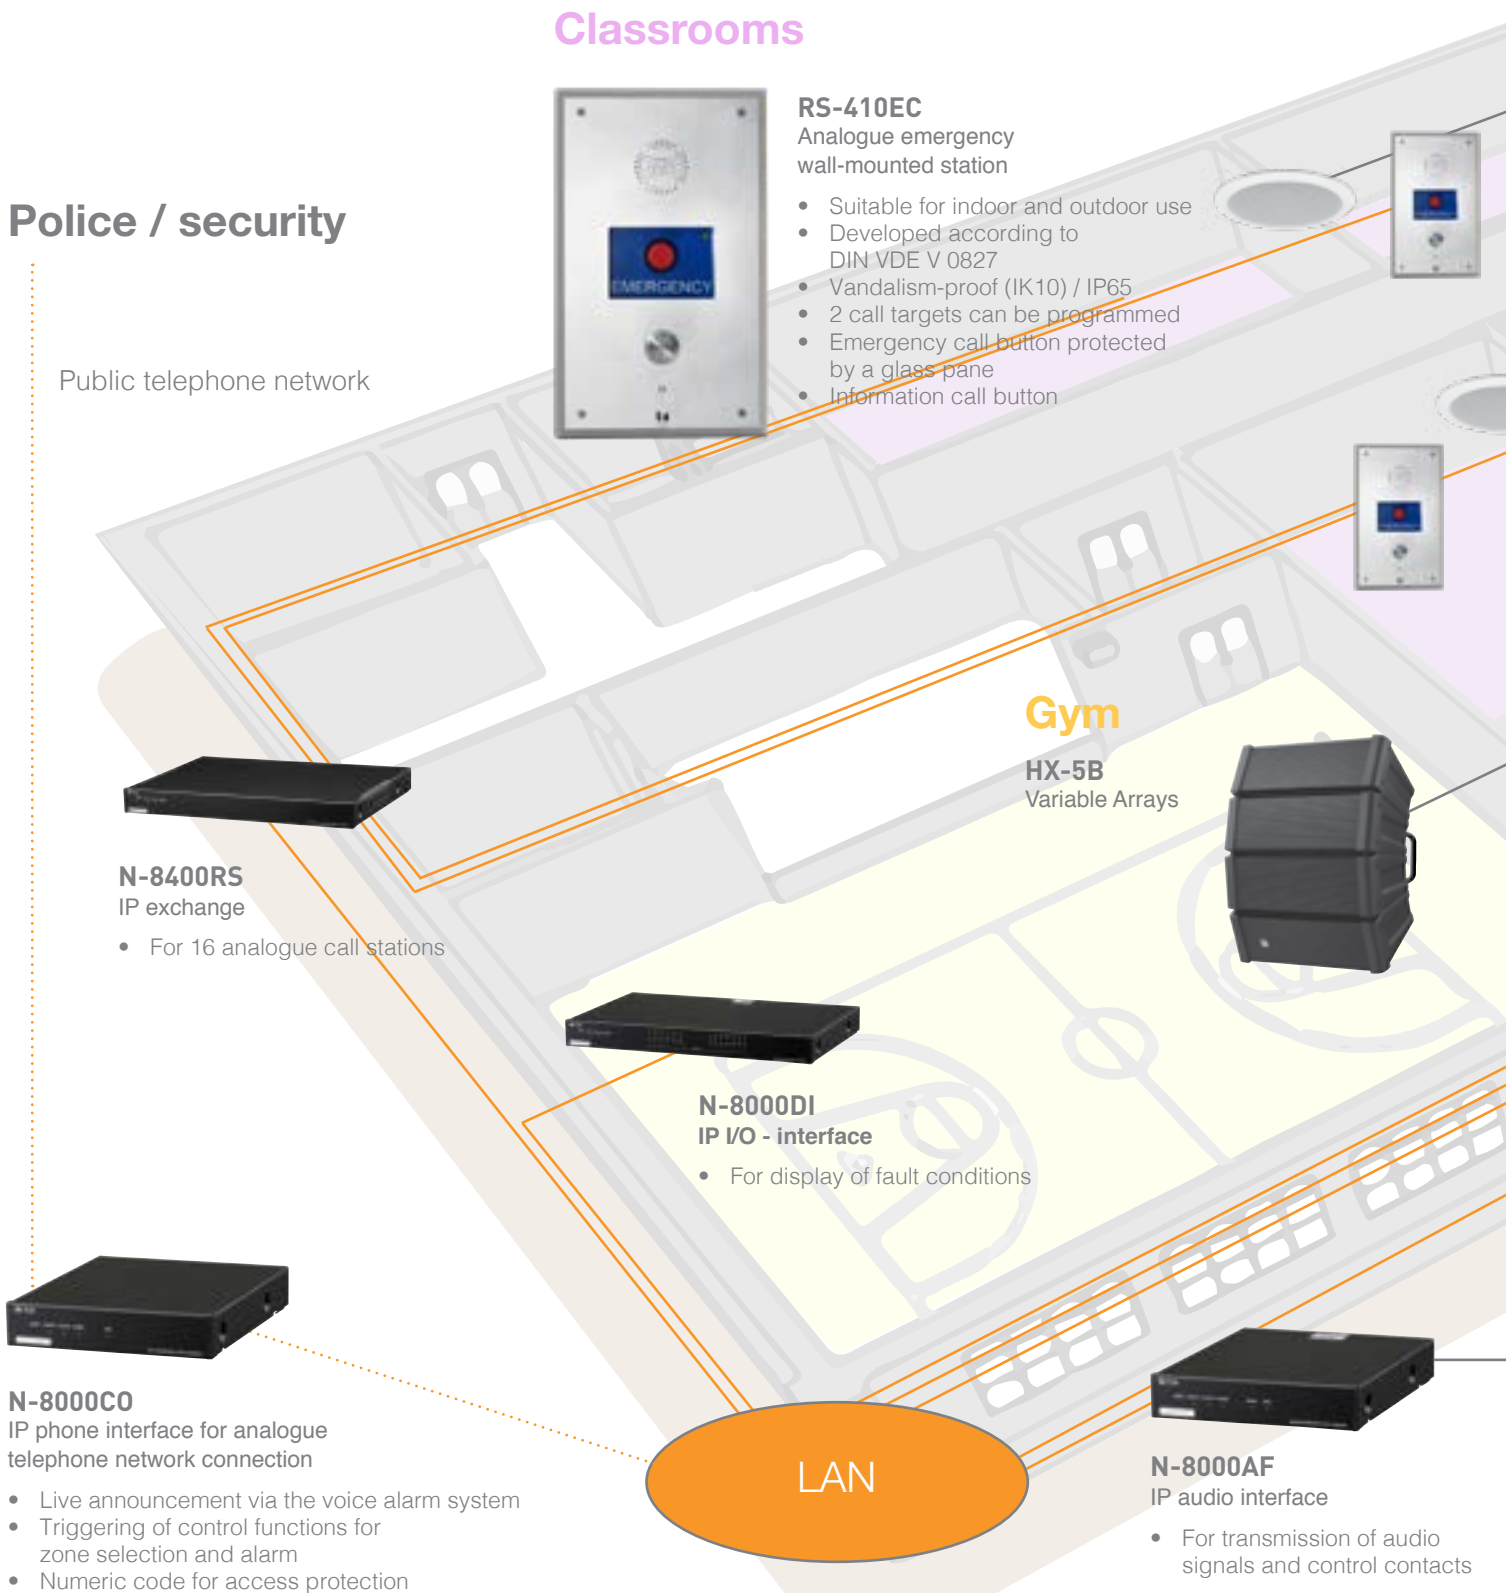 Classrooms
RS-410EC
Analogue emergency
wall-mounted station
• Suitable for indoor and outdoor use
• Developed according to
DIN VDE V 0827
• Vandalism-proof (IK10) / IP65
• 2 call targets can be programmed
• Emergency call button protected
by a glass pane
• Information call button
EMERGENCY
Police / security
Public telephone network
Gym
HX-5B
Variable Arrays
N-8400RS
IP exchange
• For 16 analogue call stations
N-8000DI
IP I/O - interface
• For display of fault conditions
N-8000CO
IP phone interface for analogue
telephone network connection
• Live announcement via the voice alarm system
• Triggering of control functions for
zone selection and alarm
• Numeric code for access protection
LAN
N-8000AF
IP audio interface
• For transmission of audio
signals and control contacts